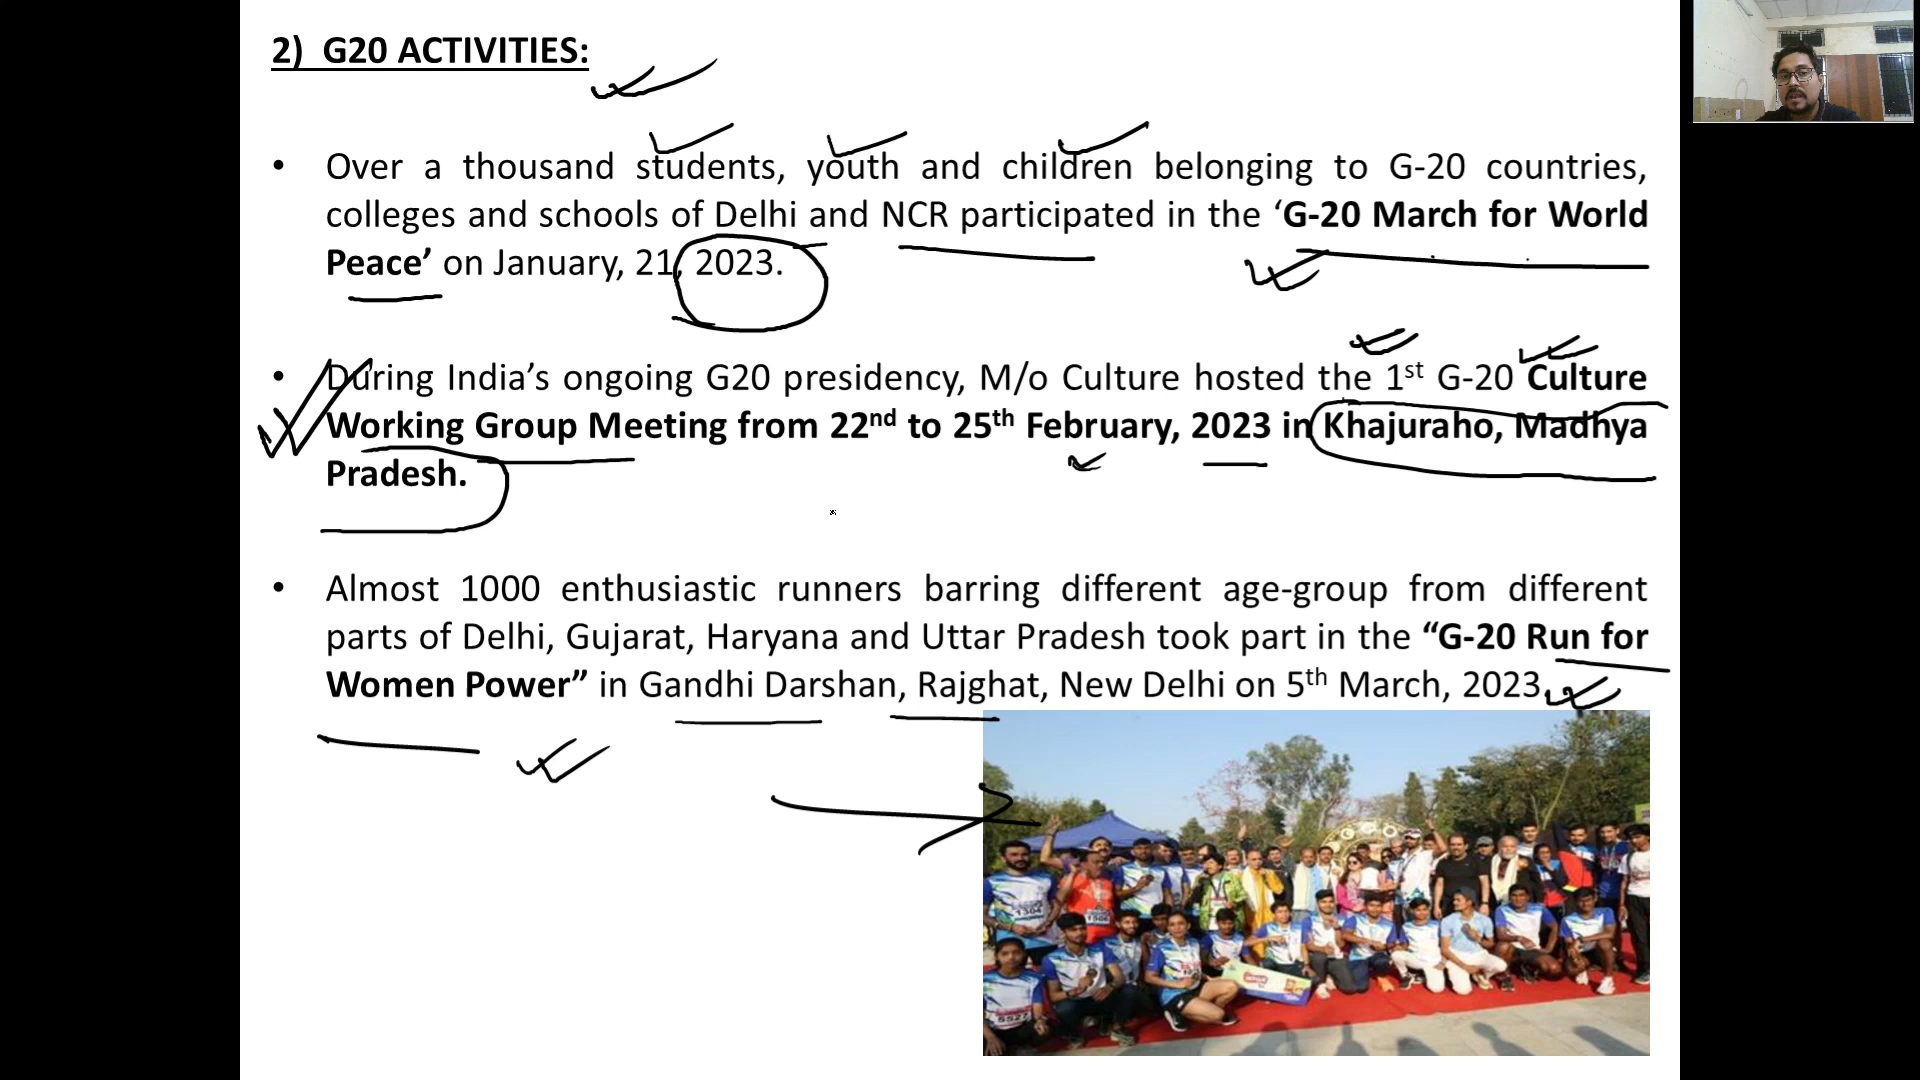 2) G20 ACTIVITIES:
• Over a thousand students, youth and children belonging to G-20 countries,
colleges and schools of Delhi and NCR participated in the ‘G-20 March for World
Peace’ on January, 21, 2023.
• During India’s ongoing G20 presidency, M/o Culture hosted the 1st G-20 Culture
Working Group Meeting from 22nd to 25th February, 2023 in Khajuraho, Madhya
Pradesh.
• Almost 1000 enthusiastic runners barring different age-group from different
parts of Delhi, Gujarat, Haryana and Uttar Pradesh took part in the “G-20 Run for
Women Power” in Gandhi Darshan, Rajghat, New Delhi on 5th March, 2023.
1304
5527